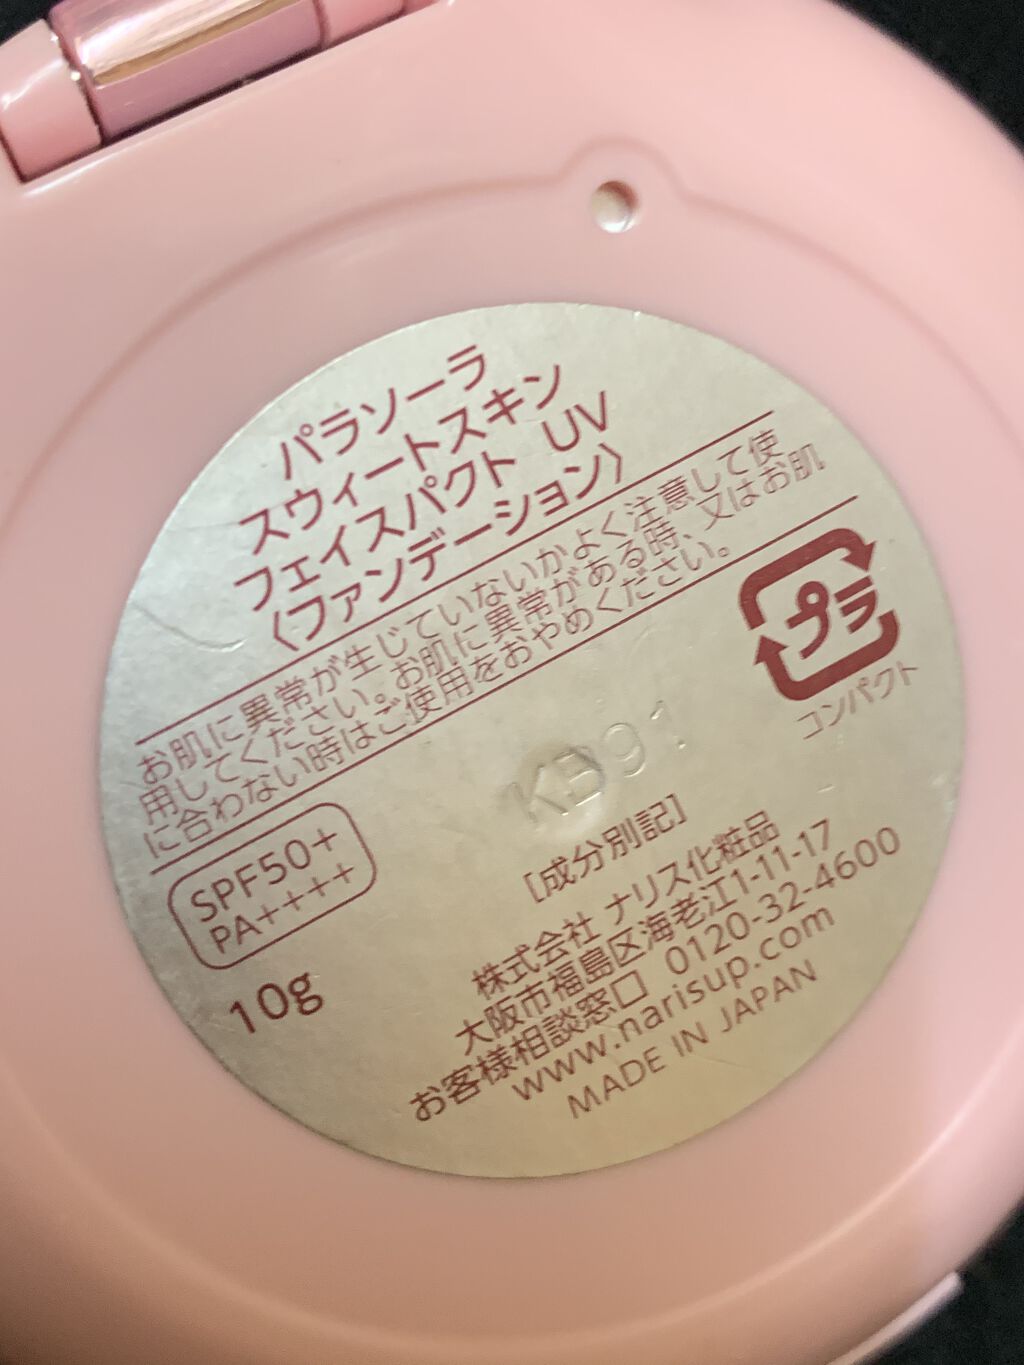 パラソーラ
スウィートスキン
フェイスパクト UV
〈ファンデーション〉
お肌に異常が生じていないかよく注意して使
用してください。お肌に異常がある時、又はお肌
に合わない時はご使用をおやめください。
プラ
コンパクト
KB91
SPF50+
PA++++
10g
[成分別記]
株式会社 ナリス化粧品
大阪市福島区海老江1-11-17
お客様相談窓口 0120-32-4600
www.narisup.com
MADE IN JAPAN